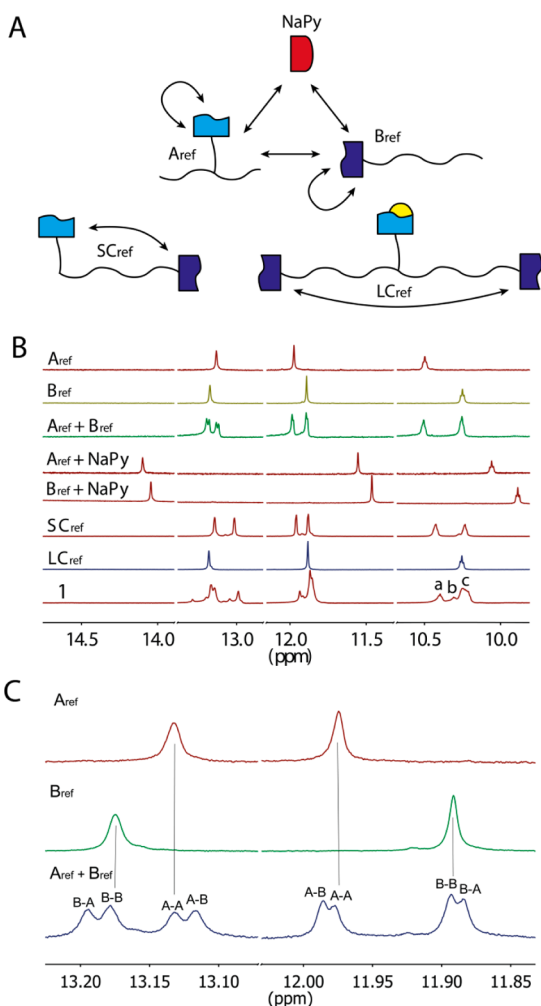 A
NaPy
Aref
Bref
SCref
LCref
B
Aref
Bref
Aref + Bref
Aref + NaPy
Bref + NaPy
SCref
LCref
1
a b c
14.5 14.0 13.0 12.0 11.5 10.5 10.0
(ppm)
C
Aref
Bref
Aref + Bref
B-A B-B A-A A-B A-B A-A B-B B-A
13.20 13.15 13.10 12.00 11.95 11.90 11.85
(ppm)